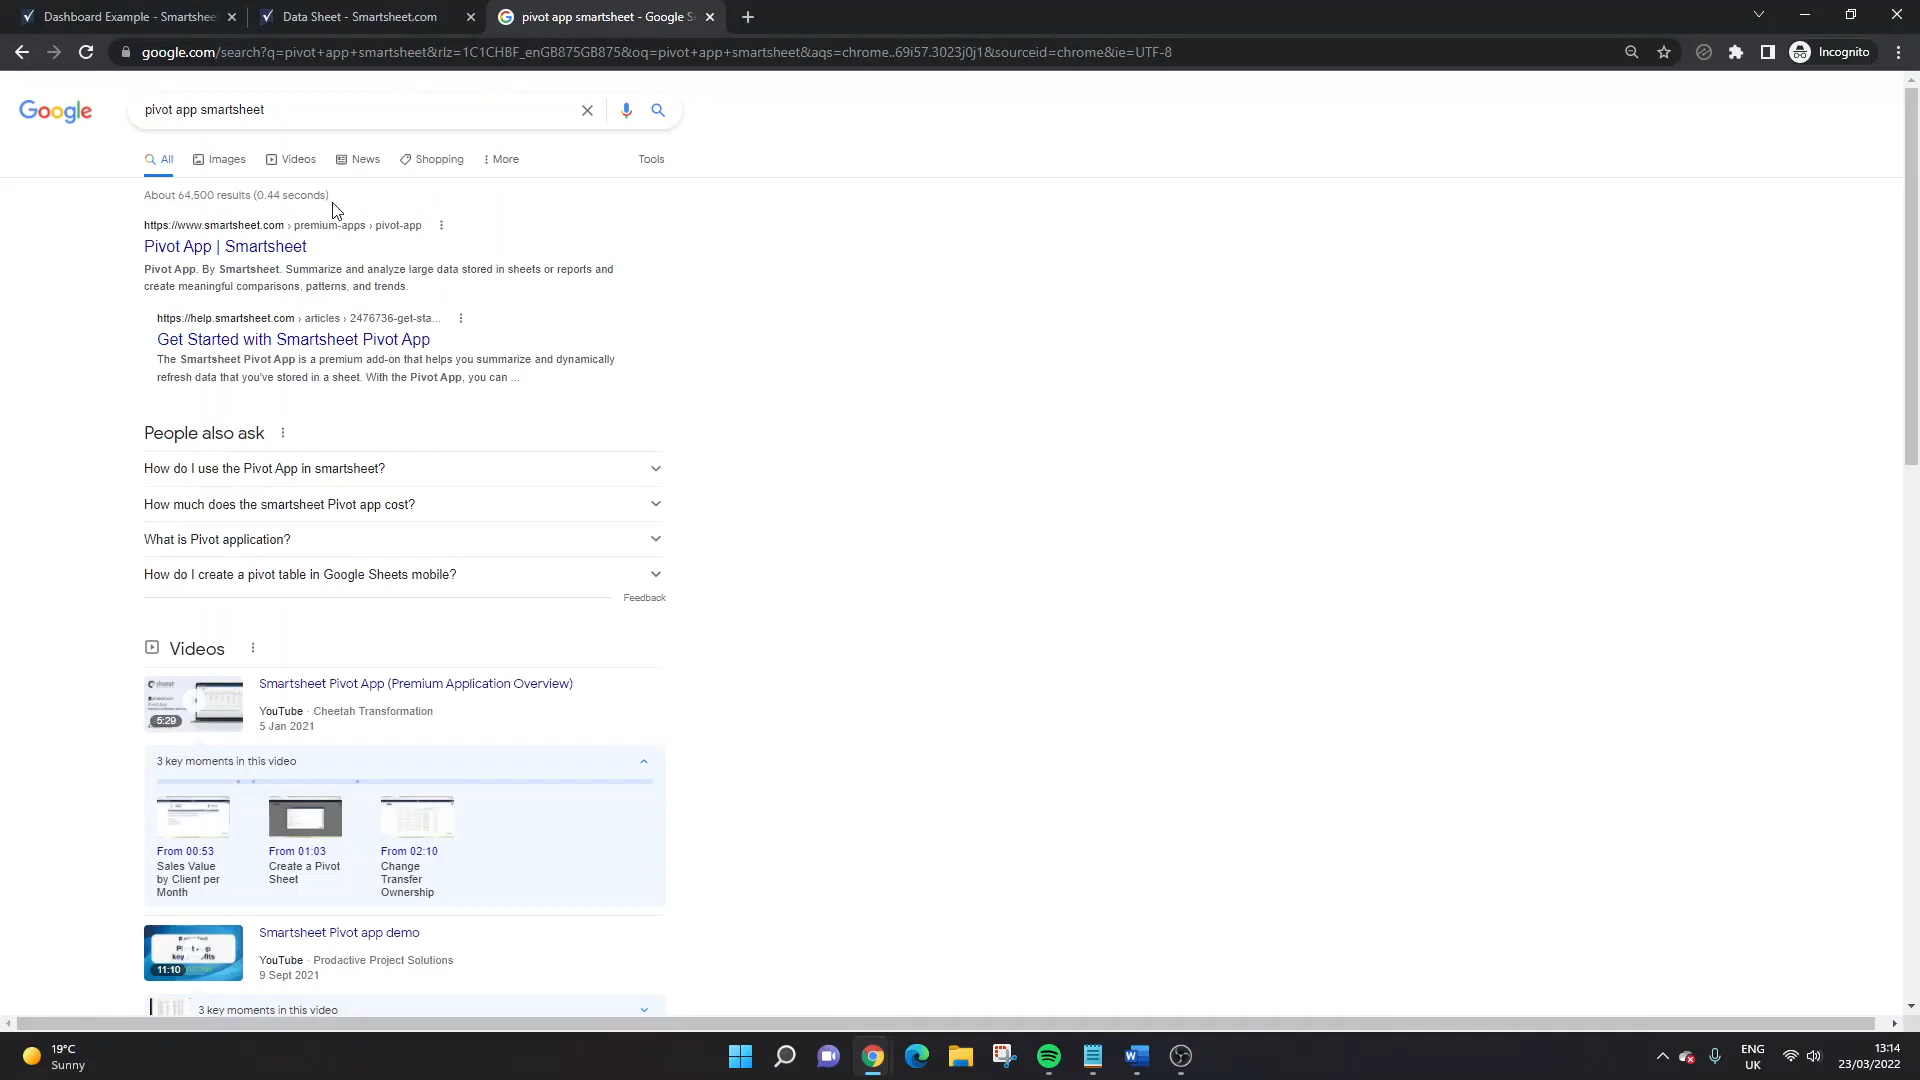 Dashboard Example - Smartshee
Data Sheet - Smartsheet.com
pivot app smartsheet - Google S
google.com/search?q=pivot+app+smartsheet&rlz=1C1CHBF_enGB875GB875&oq=pivot+app+smartsheet&aqs=chrome..69i57.3023j0j1&sourceid=chrome&ie=UTF-8
Incognito
Google
pivot app smartsheet
All
Images
Videos
News
Shopping
More
Tools
About 64,500 results (0.44 seconds)
https://www.smartsheet.com › premium-apps › pivot-app
Pivot App | Smartsheet
Pivot App. By Smartsheet. Summarize and analyze large data stored in sheets or reports and
create meaningful comparisons, patterns, and trends.
https://help.smartsheet.com › articles › 2476736-get-sta...
Get Started with Smartsheet Pivot App
The Smartsheet Pivot App is a premium add-on that helps you summarize and dynamically
refresh data that you've stored in a sheet. With the Pivot App, you can ...
People also ask
How do I use the Pivot App in smartsheet?
How much does the smartsheet Pivot app cost?
What is Pivot application?
How do I create a pivot table in Google Sheets mobile?
Feedback
Videos
5:29
Smartsheet Pivot App (Premium Application Overview)
YouTube · Cheetah Transformation
5 Jan 2021
3 key moments in this video
From 00:53
Sales Value
by Client per
Month
From 01:03
Create a Pivot
Sheet
From 02:10
Change
Transfer
Ownership
11:10
Smartsheet Pivot app demo
YouTube · Prodactive Project Solutions
9 Sept 2021
3 key moments in this video
19°C
Sunny
ENG
UK
13:14
23/03/2022